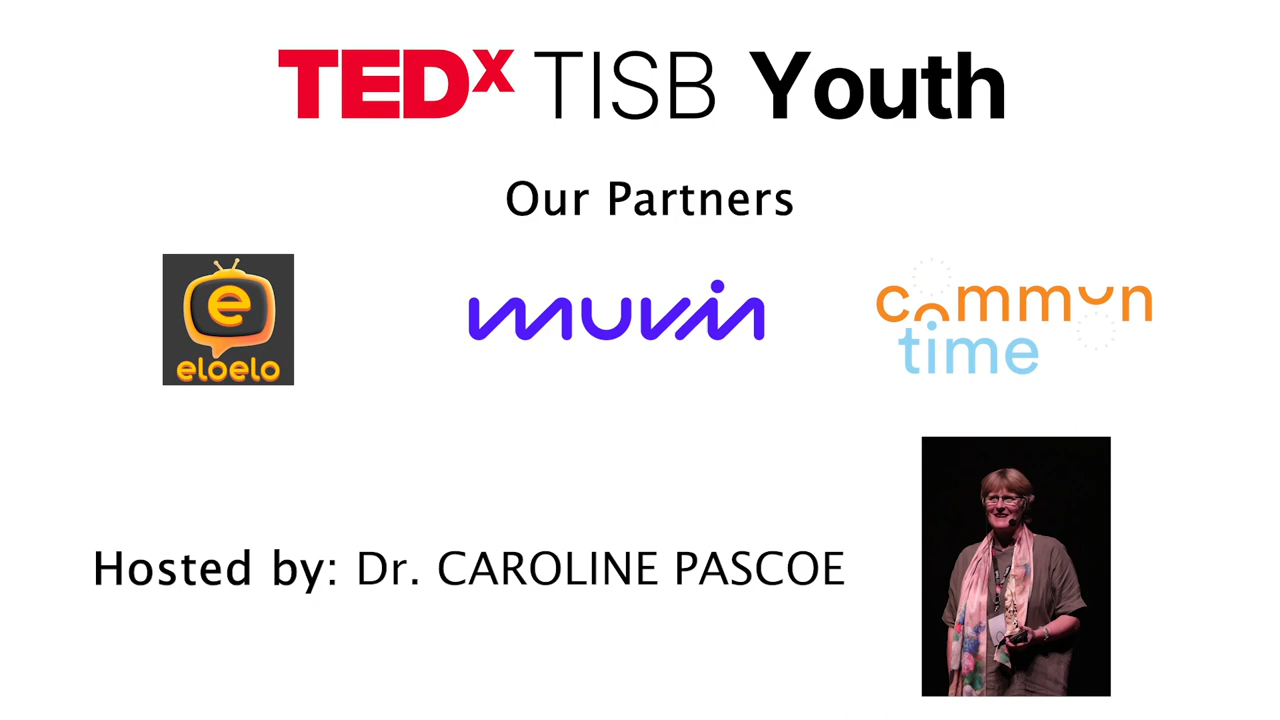 TEDx TISB Youth
Our Partners
e
eloelo
muvin
common
time
Hosted by: Dr. CAROLINE PASCOE